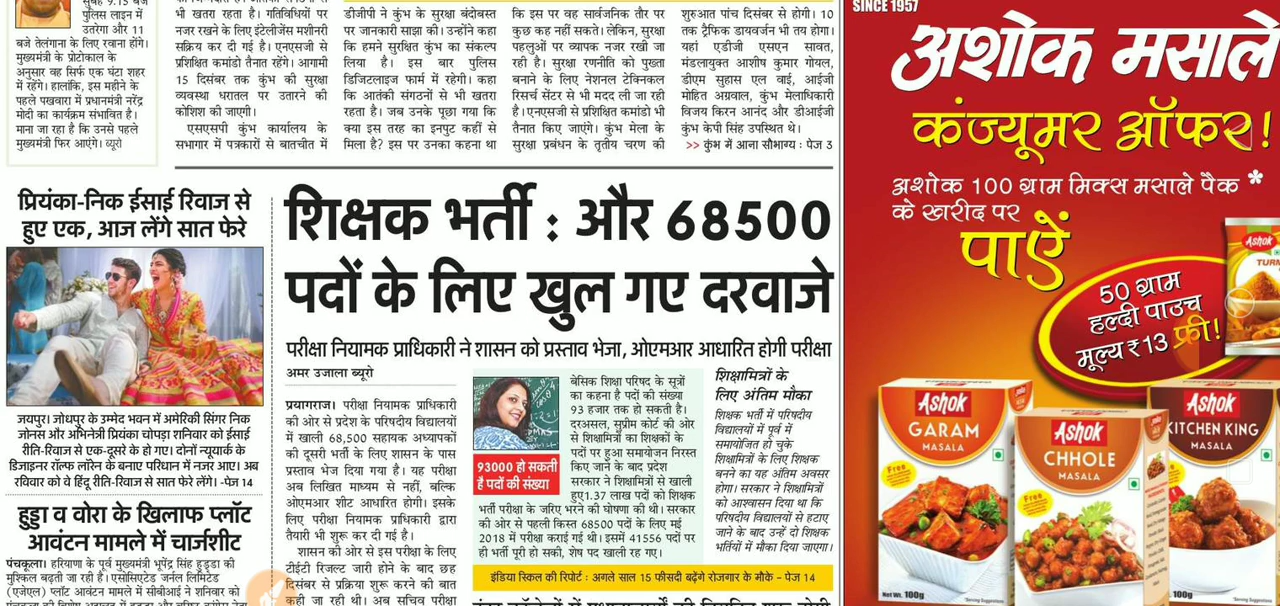 सुबह 9.15 बजे
पुलिस लाइन में
उतरेगा और 11
बजे तेलंगाना के लिए रवाना होंगे।
मुख्यमंत्री के प्रोटोकाल के
अनुसार वह सिर्फ एक घंटा शहर
में रहेंगे। हालांकि, इस महीने के
पहले पखवारा में प्रधानमंत्री नरेंद्र
मोदी का कार्यक्रम संभावित है।
माना जा रहा है कि उनसे पहले
मुख्यमंत्री फिर आएंगे। ब्यूरो
भी खतरा रहता है। गतिविधियों पर
नजर रखने के लिए इंटेलीजेंस मशीनरी
सक्रिय कर दी गई है। एनएसजी से
प्रशिक्षित कमांडो तैनात रहेंगे। आगामी
15 दिसंबर तक कुंभ की सुरक्षा
व्यवस्था धरातल पर उतारने की
कोशिश की जाएगी।
एसएसपी कुंभ कार्यालय के
सभागार में पत्रकारों से बातचीत में
डीजीपी ने कुंभ के सुरक्षा बंदोबस्त
पर जानकारी साझा की। उन्होंने कहा
कि हमने सुरक्षित कुंभ का संकल्प
लिया है। इस बार पुलिस
डिजिटलाइज फार्म में रहेगी। कहा
कि आतंकी संगठनों से भी खतरा
रहता है। जब उनके पूछा गया कि
क्या इस तरह का इनपुट कहीं से
मिला है? इस पर उनका कहना था
कि इस पर वह सार्वजनिक तौर पर
कुछ कह नहीं सकते। लेकिन, सुरक्षा
पहलुओं पर व्यापक नजर रखी जा
रही है। सुरक्षा रणनीति को पुख्ता
बनाने के लिए नेशनल टेक्निकल
रिसर्च सेंटर से भी मदद ली जा रही
है। एनएसजी से प्रशिक्षित कमांडो भी
तैनात किए जाएंगे। कुंभ मेला के
सुरक्षा प्रबंधन के तृतीय चरण की
शुरुआत पांच दिसंबर से होगी। 10
तक ट्रैफिक डायवर्जन भी तय होगा।
यहां एडीजी एसएन सावत,
मंडलायुक्त आशीष कुमार गोयल,
डीएम सुहास एल वाई, आईजी
मोहित अग्रवाल, कुंभ मेलाधिकारी
विजय किरन आनंद और डीआईजी
कुंभ केपी सिंह उपस्थित थे।
>> कुंभ में आना सौभाग्य : पेज 3
प्रियंका-निक ईसाई रिवाज से
हुए एक, आज लेंगे सात फेरे
जयपुर। जोधपुर के उम्मेद भवन में अमेरिकी सिंगर निक
जोनस और अभिनेत्री प्रियंका चोपड़ा शनिवार को ईसाई
रीति-रिवाज से एक-दूसरे के हो गए। दोनों न्यूयार्क के
डिजाइनर रॉल्फ लॉरेन के बनाए परिधान में नजर आए। अब
रविवार को वे हिंदू रीति-रिवाज से सात फेरे लेंगे। -पेज 14
हुड्डा व वोरा के खिलाफ प्लॉट
आवंटन मामले में चार्जशीट
पंचकूला। हरियाणा के पूर्व मुख्यमंत्री भूपेंद्र सिंह हुड्डा की
मुश्किल बढ़ती जा रही है। एसोसिएटेड जर्नल लिमिटेड
(एजेएल) प्लॉट आवंटन मामले में सीबीआई ने शनिवार को
शिक्षक भर्ती : और 68500
पदों के लिए खुल गए दरवाजे
परीक्षा नियामक प्राधिकारी ने शासन को प्रस्ताव भेजा, ओएमआर आधारित होगी परीक्षा
अमर उजाला ब्यूरो
प्रयागराज। परीक्षा नियामक प्राधिकारी
की ओर से प्रदेश के परिषदीय विद्यालयों
में खाली 68,500 सहायक अध्यापकों
की दूसरी भर्ती के लिए शासन के पास
प्रस्ताव भेज दिया गया है। यह परीक्षा
अब लिखित माध्यम से नहीं, बल्कि
ओएमआर शीट आधारित होगी। इसके
लिए परीक्षा नियामक प्राधिकारी द्वारा
तैयारी भी शुरू कर दी गई है।
शासन की ओर से इस परीक्षा के लिए
टीईटी रिजल्ट जारी होने के बाद छह
दिसंबर से प्रक्रिया शुरू करने की बात
कही जा रही थी। अब सचिव परीक्षा
93000 हो सकती
है पदों की संख्या
बेसिक शिक्षा परिषद के सूत्रों
का कहना है पदों की संख्या
93 हजार तक हो सकती है।
दरअसल, सुप्रीम कोर्ट की ओर
से शिक्षामित्रों का शिक्षकों के
पदों पर हुआ समायोजन निरस्त
किए जाने के बाद प्रदेश
सरकार ने शिक्षामित्रों से खाली
हुए1.37 लाख पदों को शिक्षक
भर्ती परीक्षा के जरिए भरने की घोषणा की थी। सरकार
की ओर से पहली किस्त 68500 पदों के लिए मई
2018 में परीक्षा कराई गई थी। इसमें 41556 पदों पर
ही भर्ती पूरी हो सकी, शेष पद खाली रह गए।
शिक्षामित्रों के
लिए अंतिम मौका
शिक्षक भर्ती में परिषदीय
विद्यालयों में पूर्व में
समायोजित हो चुके
शिक्षामित्रों के लिए शिक्षक
बनने का यह अंतिम अवसर
होगा। सरकार ने शिक्षामित्रों
को आश्वासन दिया था कि
परिषदीय विद्यालयों से हटाए
जाने के बाद उन्हें दो शिक्षक
भर्तियों में मौका दिया जाएगा।
इंडिया स्किल की रिपोर्ट : अगले साल 15 फीसदी बढ़ेंगे रोजगार के मौके - पेज 14
SINCE 1957
अशोक मसाले
कंज्यूमर ऑफर!
अशोक 100 ग्राम मिक्स मसाले पैक *
के खरीद पर
पाऐं
50 ग्राम
हल्दी पाउच
मूल्य ₹13 फ्री!
Ashok
TURM
Ashok
GARAM
MASALA
Free
Net W. 100g
Ashok
CHHOLE
MASALA
Free
Ashok
KITCHEN KING
MASALA
Wt. 100g